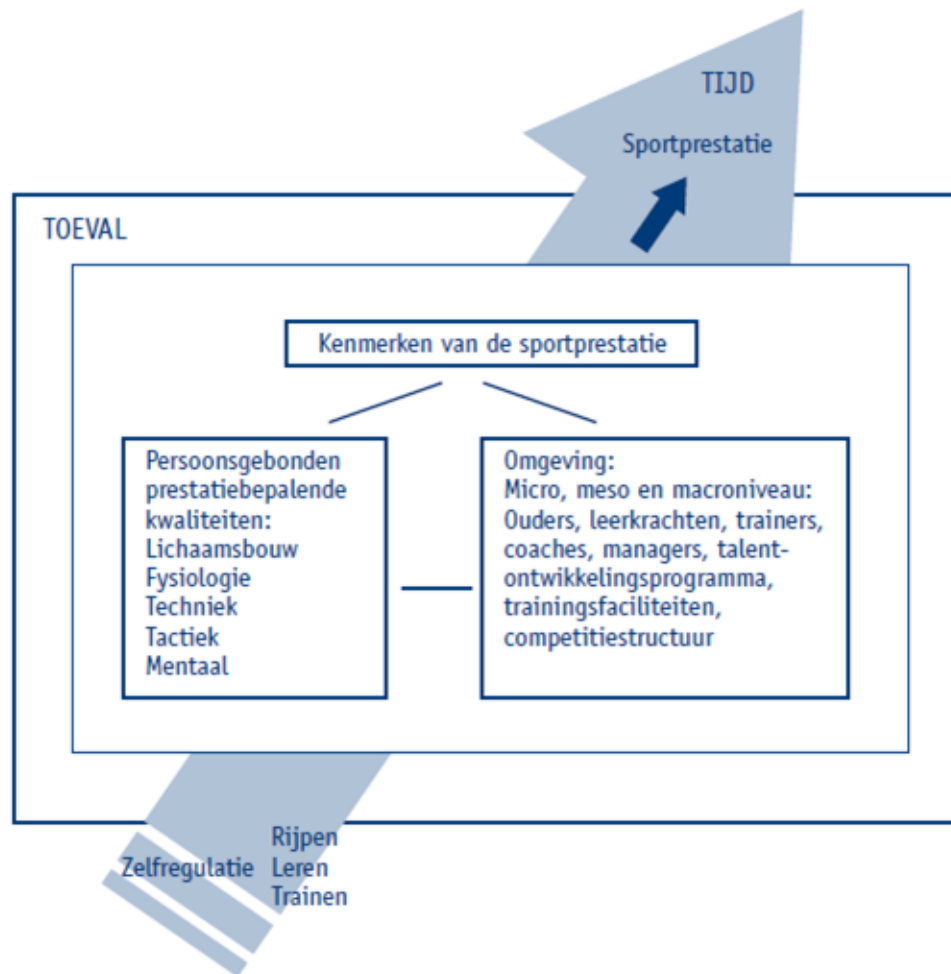 TIJD
Sportprestatie
TOEVAL
Kenmerken van de sportprestatie
Persoonsgebonden
prestatiebepalende
kwaliteiten:
Lichaamsbouw
Fysiologie
Techniek
Tactiek
Mentaal
Omgeving:
Micro, meso en macroniveau:
Ouders, leerkrachten, trainers,
coaches, managers, talent-
ontwikkelingsprogramma,
trainingsfaciliteiten,
competitiestructuur
Zelfregulatie
Rijpen
Leren
Trainen